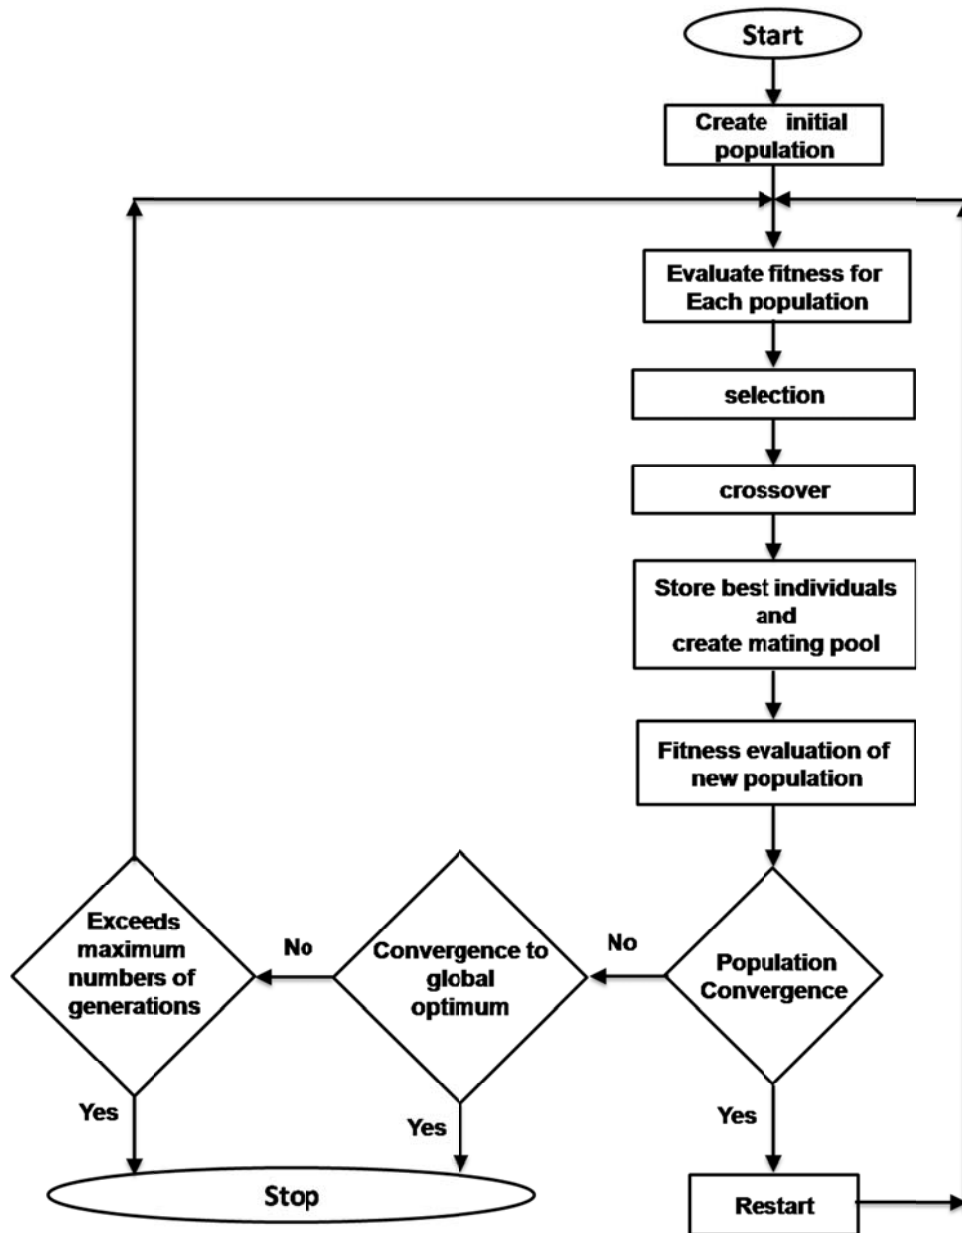 Start
Create initial
population
Evaluate fitness for
Each population
selection
crossover
Store best individuals
and
create mating pool
Fitness evaluation of
new population
Population
Convergence
No
Convergence to
global
optimum
No
Exceeds
maximum
numbers of
generations
Yes
Yes
Yes
Stop
Restart